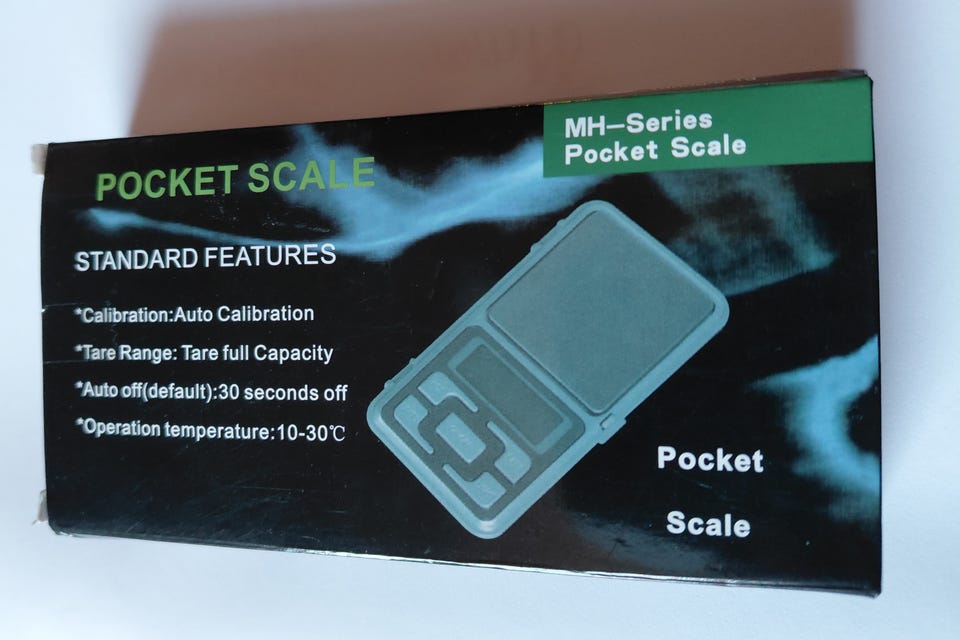 MH-Series
Pocket Scale
POCKET SCALE
STANDARD FEATURES
*Calibration:Auto Calibration
*Tare Range: Tare full Capacity
*Auto off(default):30 seconds off
*Operation temperature:10-30℃
Pocket
Scale